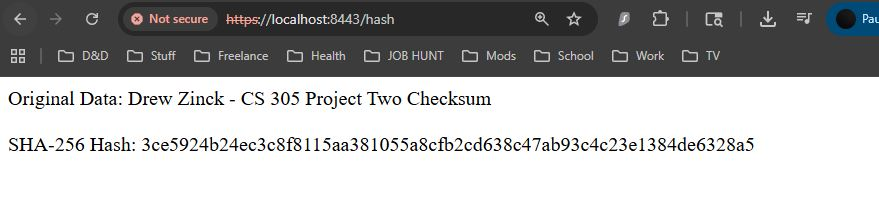 Not secure https://localhost:8443/hash
D&D Stuff Freelance Health JOB HUNT Mods School Work TV
Original Data: Drew Zinck - CS 305 Project Two Checksum
SHA-256 Hash: 3ce5924b24ec3c8f8115aa381055a8cfb2cd638c47ab93c4c23e1384de6328a5